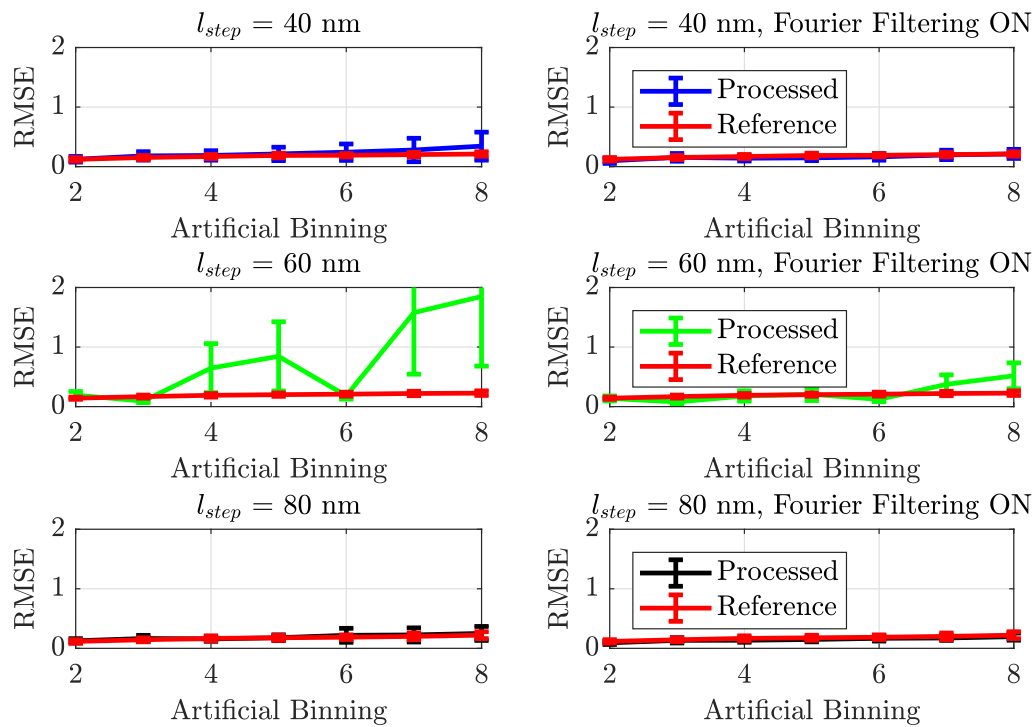 l_step = 40 nm
2
1
0
RMSE
2 4 6 8
Artificial Binning
l_step = 40 nm, Fourier Filtering ON
2
1
0
RMSE
Processed
Reference
2 4 6 8
Artificial Binning
l_step = 60 nm
2
1
0
RMSE
2 4 6 8
Artificial Binning
l_step = 60 nm, Fourier Filtering ON
2
1
0
RMSE
Processed
Reference
2 4 6 8
Artificial Binning
l_step = 80 nm
2
1
0
RMSE
2 4 6 8
Artificial Binning
l_step = 80 nm, Fourier Filtering ON
2
1
0
RMSE
Processed
Reference
2 4 6 8
Artificial Binning